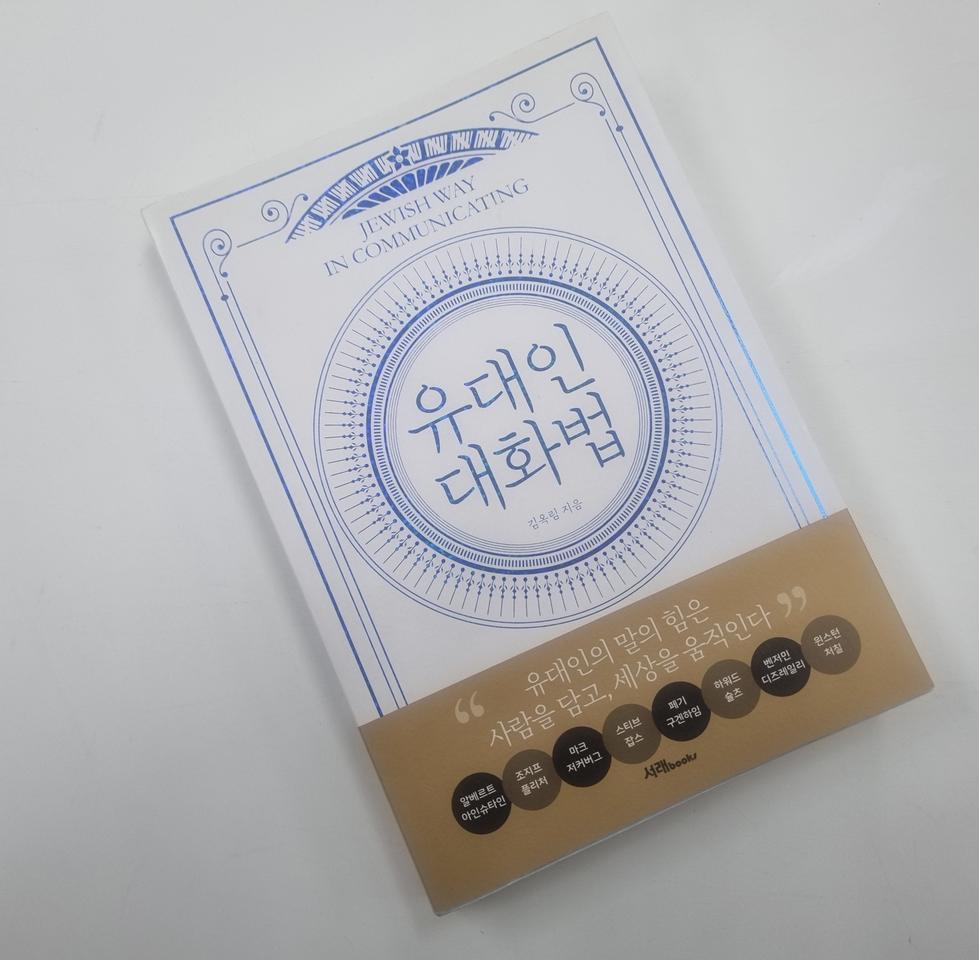 JEWISH WAY
IN COMMUNICATING
유대인
대화법
김옥림 지음
“ 유대인의 말의 힘은
사람을 담고, 세상을 움직인다 ”
알베르트
아인슈타인
조지프
퓰리처
마크
저커버그
스티브
잡스
페기
구겐하임
하워드
슐츠
벤저민
디즈레일리
윈스턴
처칠
서래books